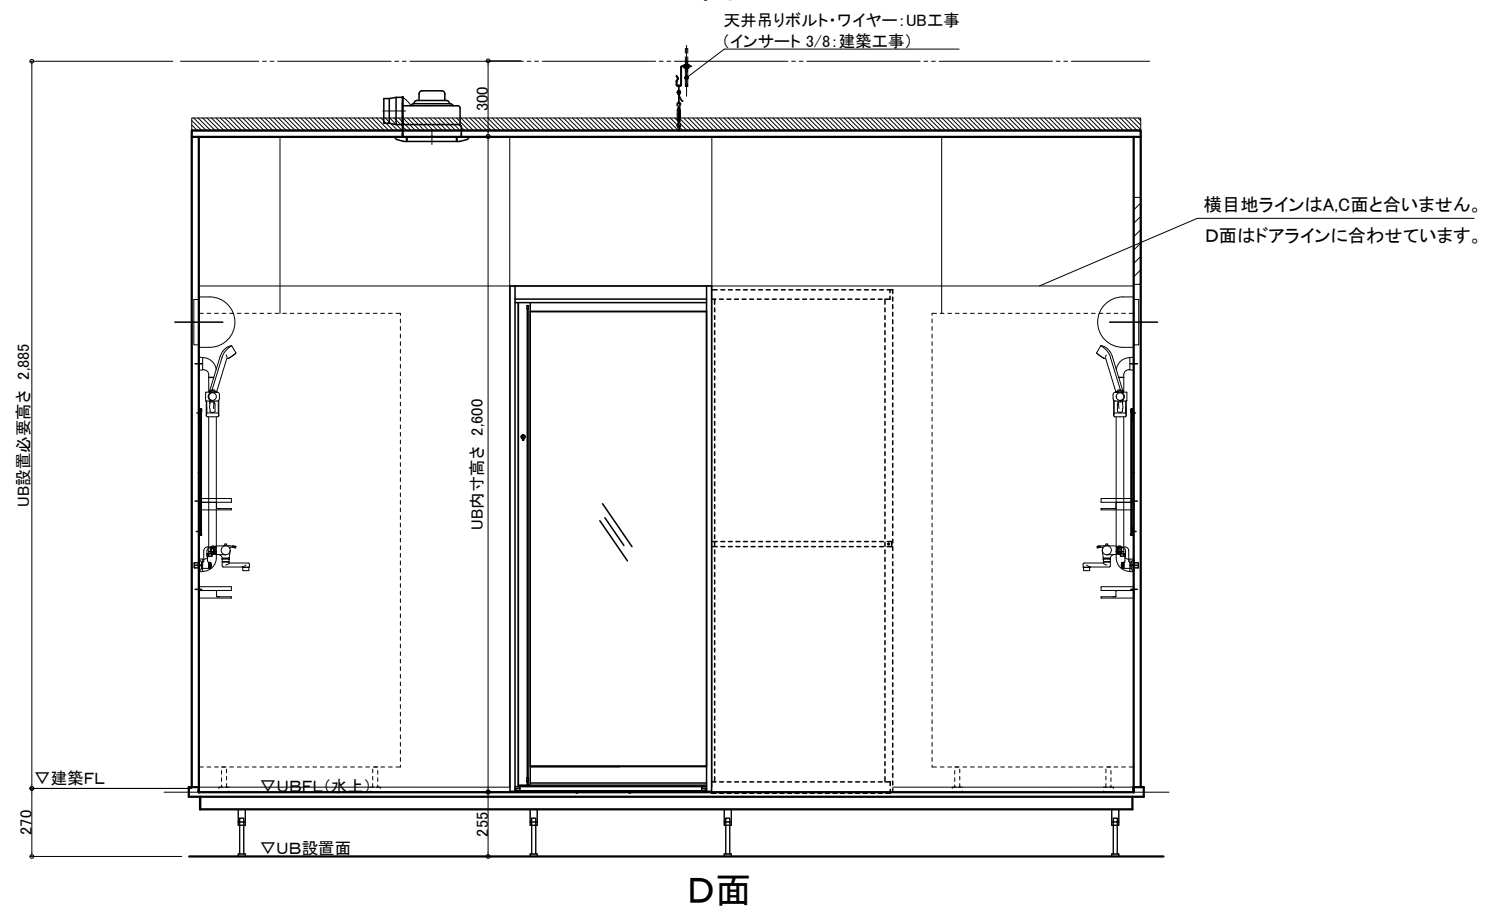 天井吊りボルト・ワイヤー:UB工事
(インサート 3/8:建築工事)
300
横目地ラインはA,C面と合いません。
D面はドアラインに合わせています。
UB設置必要高さ 2,885
UB内寸高さ 2,600
▽建築FL
▽UBFL(水上)
270
255
▽UB設置面
D面